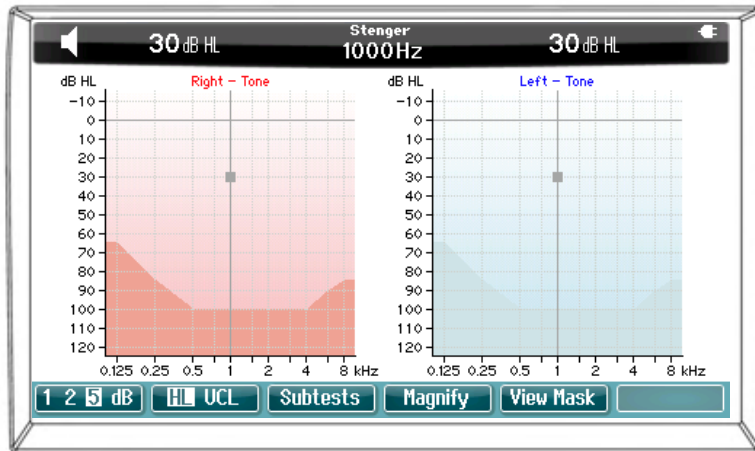 Stenger
30 dB HL 1000Hz 30 dB HL
dB HL Right - Tone dB HL Left - Tone
-10 -10
0 0
10 10
20 20
30 30
40 40
50 50
60 60
70 70
80 80
90 90
100 100
110 110
120 120
0.125 0.25 0.5 1 2 4 8 kHz 0.125 0.25 0.5 1 2 4 8 kHz
1 2 5 dB HL UCL Subtests Magnify View Mask